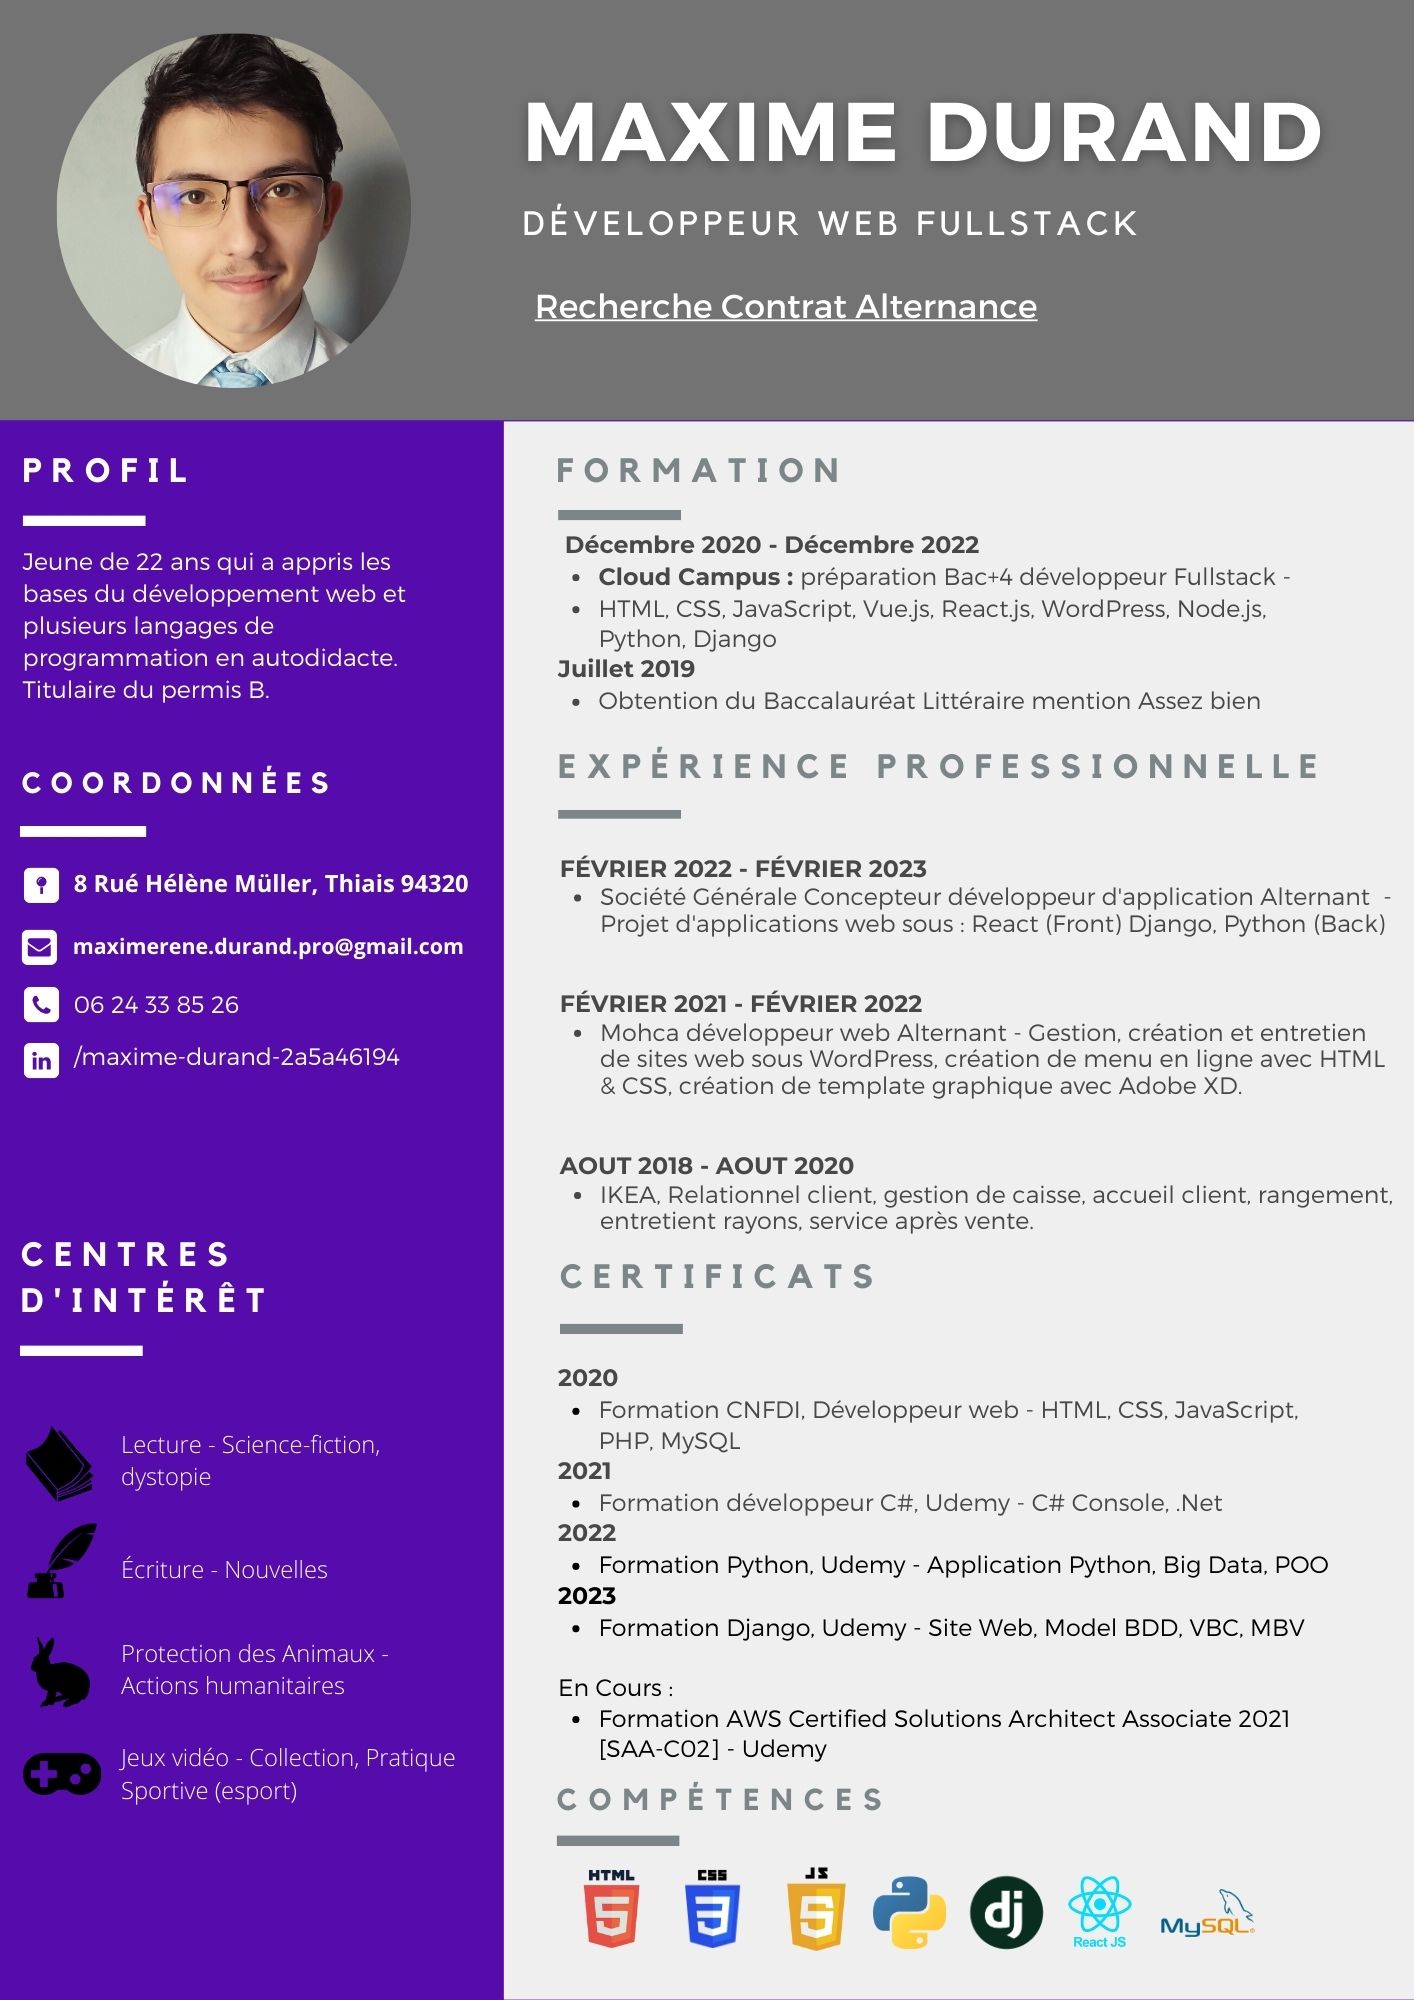 MAXIME DURAND
DÉVELOPPEUR WEB FULLSTACK
Recherche Contrat Alternance
PROFIL
Jeune de 22 ans qui a appris les
bases du développement web et
plusieurs langages de
programmation en autodidacte.
Titulaire du permis B.
COORDONNÉES
8 Rué Hélène Müller, Thiais 94320
maximerene.durand.pro@gmail.com
06 24 33 85 26
in /maxime-durand-2a5a46194
CENTRES
D'INTÉRÊT
Lecture - Science-fiction,
dystopie
Écriture - Nouvelles
Protection des Animaux -
Actions humanitaires
Jeux vidéo - Collection, Pratique
Sportive (esport)
FORMATION
Décembre 2020 - Décembre 2022
• Cloud Campus : préparation Bac+4 développeur Fullstack -
• HTML, CSS, JavaScript, Vue.js, React.js, WordPress, Node.js,
Python, Django
Juillet 2019
• Obtention du Baccalauréat Littéraire mention Assez bien
EXPÉRIENCE PROFESSIONNELLE
FÉVRIER 2022 - FÉVRIER 2023
• Société Générale Concepteur développeur d'application Alternant -
Projet d'applications web sous : React (Front) Django, Python (Back)
FÉVRIER 2021 - FÉVRIER 2022
• Mohca développeur web Alternant - Gestion, création et entretien
de sites web sous WordPress, création de menu en ligne avec HTML
& CSS, création de template graphique avec Adobe XD.
AOUT 2018 - AOUT 2020
• IKEA, Relationnel client, gestion de caisse, accueil client, rangement,
entretient rayons, service après vente.
CERTIFICATS
2020
• Formation CNFDI, Développeur web - HTML, CSS, JavaScript,
PHP, MySQL
2021
• Formation développeur C#, Udemy - C# Console, .Net
2022
• Formation Python, Udemy - Application Python, Big Data, POO
2023
• Formation Django, Udemy - Site Web, Model BDD, VBC, MBV
En Cours :
• Formation AWS Certified Solutions Architect Associate 2021
[SAA-C02] - Udemy
COMPÉTENCES
HTML CSS JS
5 3 5 dj React JS MySQL